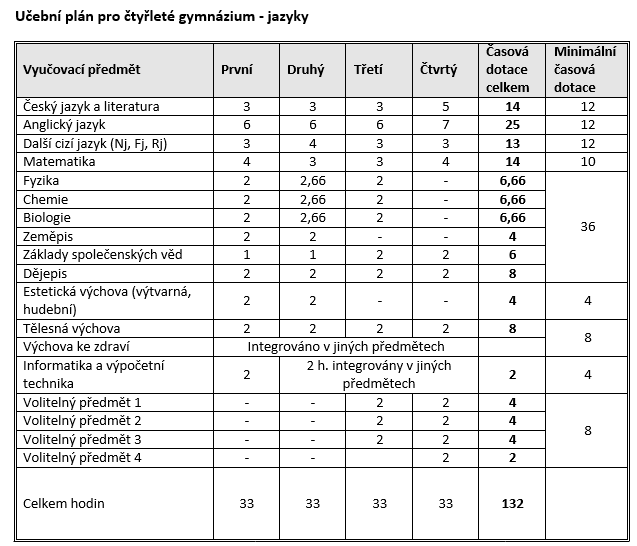 Učební plán pro čtyřleté gymnázium - jazyky
Vyučovací předmět První Druhý Třetí Čtvrtý Časová dotace celkem Minimální časová dotace
Český jazyk a literatura 3 3 3 5 14 12
Anglický jazyk 6 6 6 7 25 12
Další cizí jazyk (Nj, Fj, Rj) 3 4 3 3 13 12
Matematika 4 3 3 4 14 10
Fyzika 2 2,66 2 - 6,66
Chemie 2 2,66 2 - 6,66
Biologie 2 2,66 2 - 6,66
Zeměpis 2 2 - - 4 36
Základy společenských věd 1 1 2 2 6
Dějepis 2 2 2 2 8
Estetická výchova (výtvarná, hudební) 2 2 - - 4 4
Tělesná výchova 2 2 2 2 8 8
Výchova ke zdraví Integrováno v jiných předmětech
Informatika a výpočetní technika 2 2 h. integrovány v jiných předmětech 2 4
Volitelný předmět 1 - - 2 2 4
Volitelný předmět 2 - - 2 2 4 8
Volitelný předmět 3 - - 2 2 4
Volitelný předmět 4 - - 2 2
Celkem hodin 33 33 33 33 132